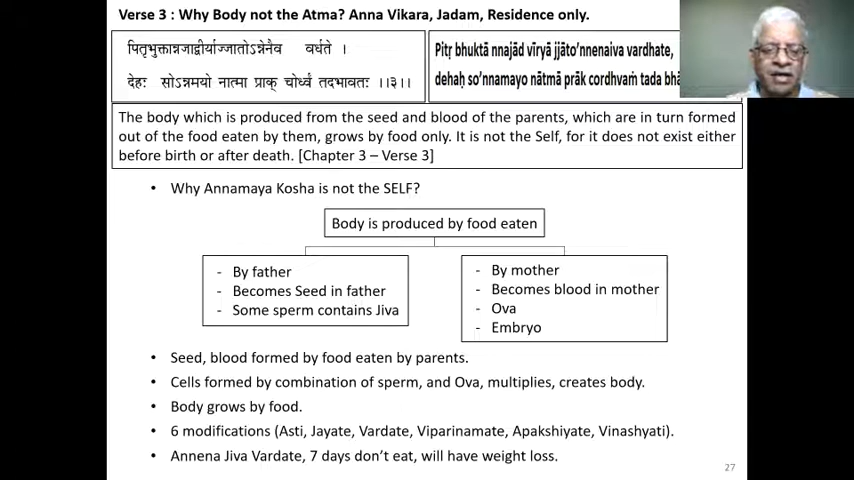 Verse 3 : Why Body not the Atma? Anna Vikara, Jadam, Residence only.
पितृभुक्तान्नजाद्वीर्याज्जातोऽन्नेनैव वर्धते ।
देहः सोऽन्नमयो नात्मा प्राक् चोर्ध्वं तदभावतः ।।३।।
Pitṛ bhuktā nnajād vīryā jjāto'nnenaiva vardhate,
dehaḥ so'nnamayo nātmā prāk cordhvaṁ tada
The body which is produced from the seed and blood of the parents, which are in turn formed
out of the food eaten by them, grows by food only. It is not the Self, for it does not exist either
before birth or after death. [Chapter 3 – Verse 3]
• Why Annamaya Kosha is not the SELF?
Body is produced by food eaten
- By father
- Becomes Seed in father
- Some sperm contains Jiva
- By mother
- Becomes blood in mother
- Ova
- Embryo
• Seed, blood formed by food eaten by parents.
• Cells formed by combination of sperm, and Ova, multiplies, creates body.
• Body grows by food.
• 6 modifications (Asti, Jayate, Vardate, Viparinamate, Apakshiyate, Vinashyati).
• Annena Jiva Vardate, 7 days don't eat, will have weight loss.
27